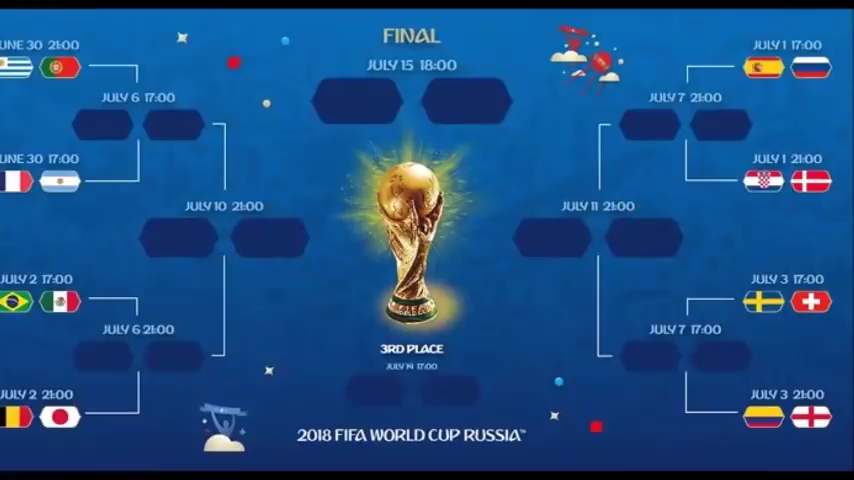 FINAL
JULY 15 18:00
UNE 30 21:00
JULY 1 17:00
JULY 6 17:00
JULY 7 21:00
UNE 30 17:00
JULY 1 21:00
JULY 10 21:00
JULY 11 21:00
JULY 2 17:00
JULY 3 17:00
JULY 6 21:00
JULY 7 17:00
3RD PLACE
JULY 14 17:00
JULY 2 21:00
JULY 3 21:00
2018 FIFA WORLD CUP RUSSIA™